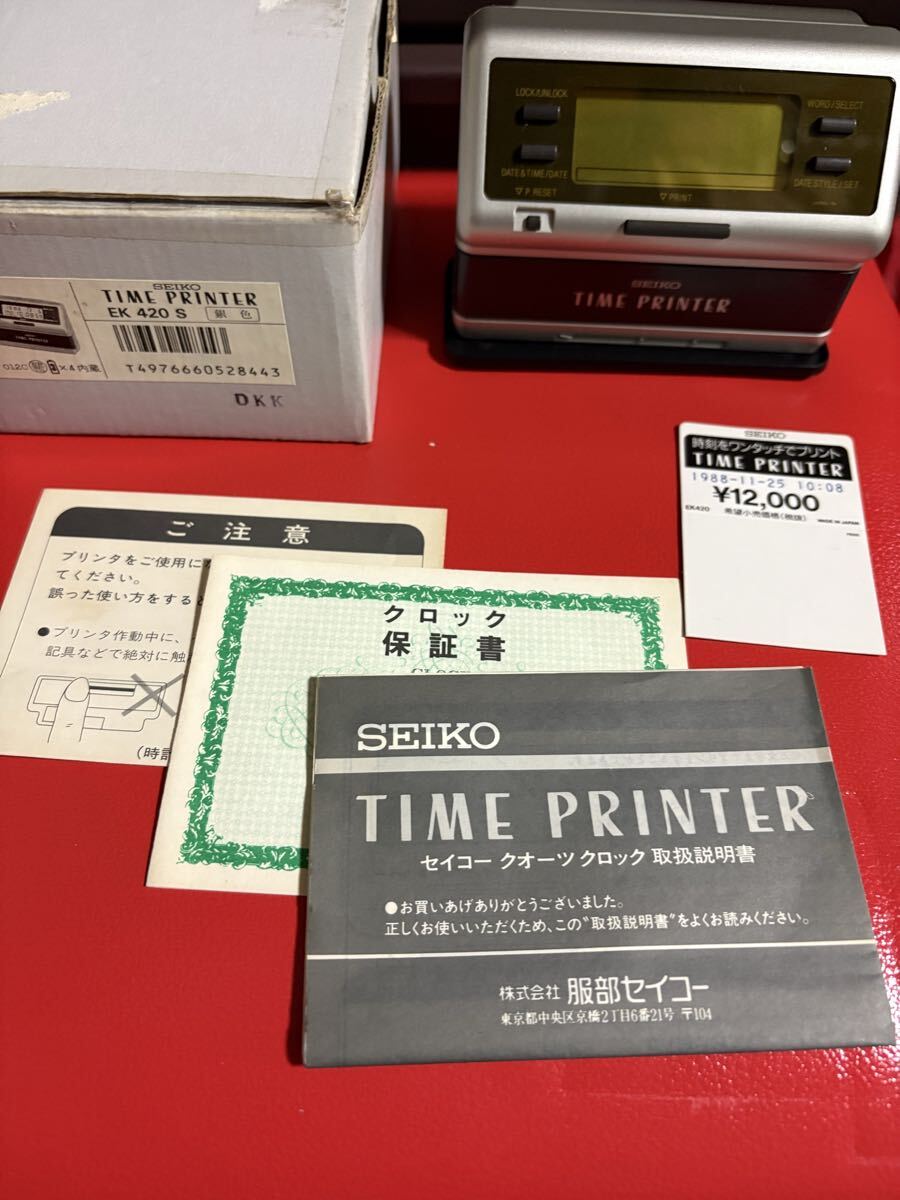 LOCK/UNLOCK
WORD/SELECT
DATE&TIME/DATE
DATE STYLE/SET
▽ P. RESET
▽ PRINT
SEIKO
TIME PRINTER
SEIKO
TIME PRINTER
EK 420 S
銀色
×4内蔵
T4976660528443
DKK
SEIKO
時刻をワンタッチでプリント
TIME PRINTER
1988-11-25 10:08
¥12,000
EK420
希望小売価格(税抜)
MADE IN JAPAN
ご注意
プリンタをご使用に
てください。
誤った使い方をすると
●プリンタ作動中に、
記具などで絶対に触
(時計
クロック
保証書
SEIKO
TIME PRINTER
セイコー クオーツ クロック 取扱説明書
●お買いあげありがとうございました。
正しくお使いいただくため、この"取扱説明書"をよくお読みください。
株式会社 服部セイコー
東京都中央区京橋2丁目6番21号 〒104